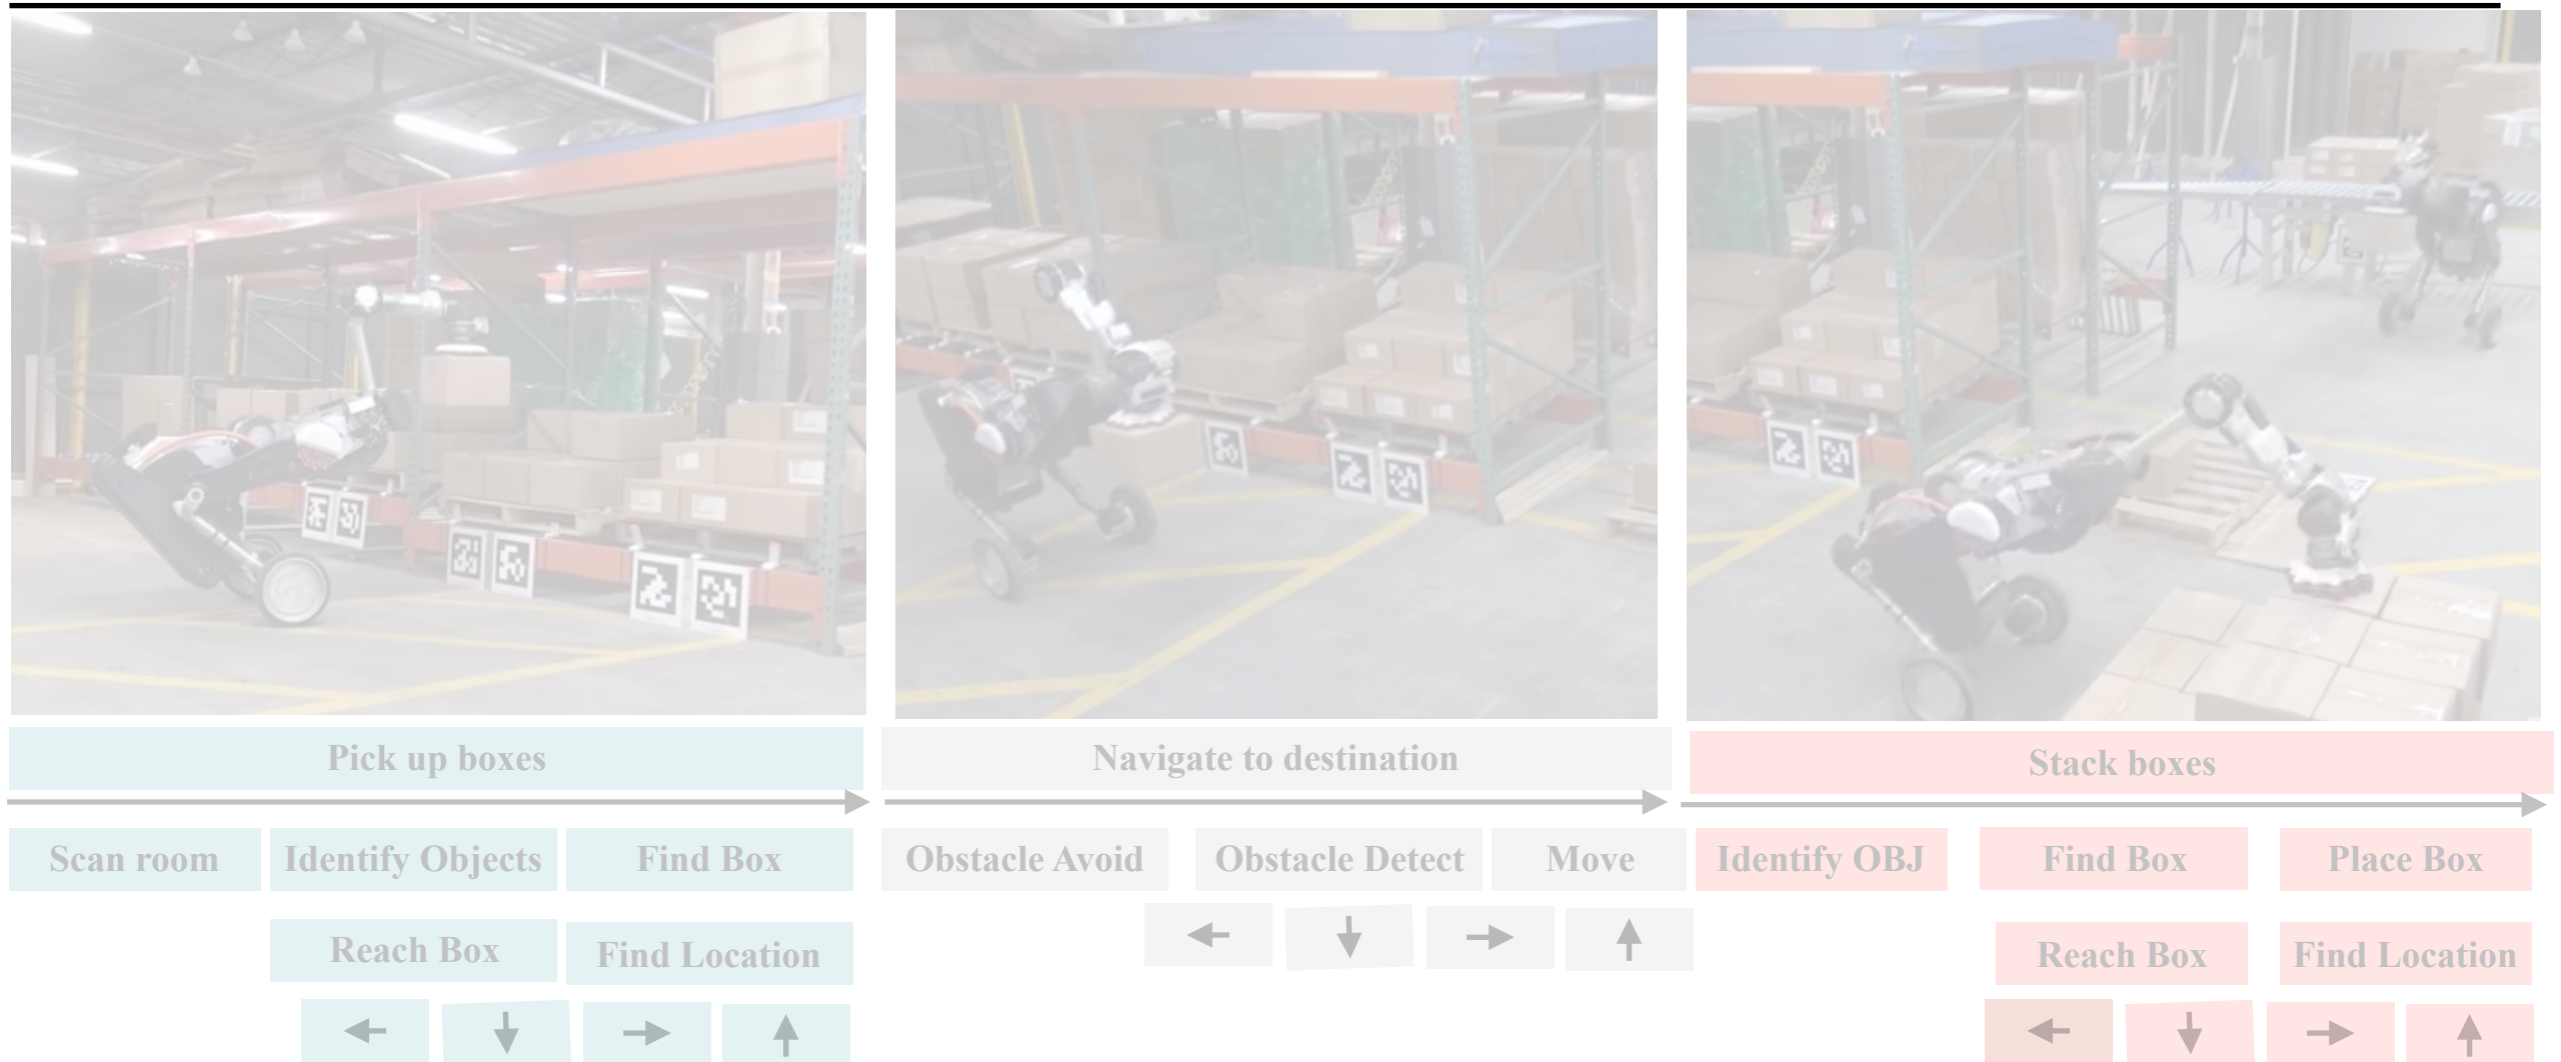 Pick up boxes
Navigate to destination
Stack boxes
Scan room
Identify Objects
Find Box
Obstacle Avoid
Obstacle Detect
Move
Identify OBJ
Find Box
Place Box
Reach Box
Find Location
Reach Box
Find Location